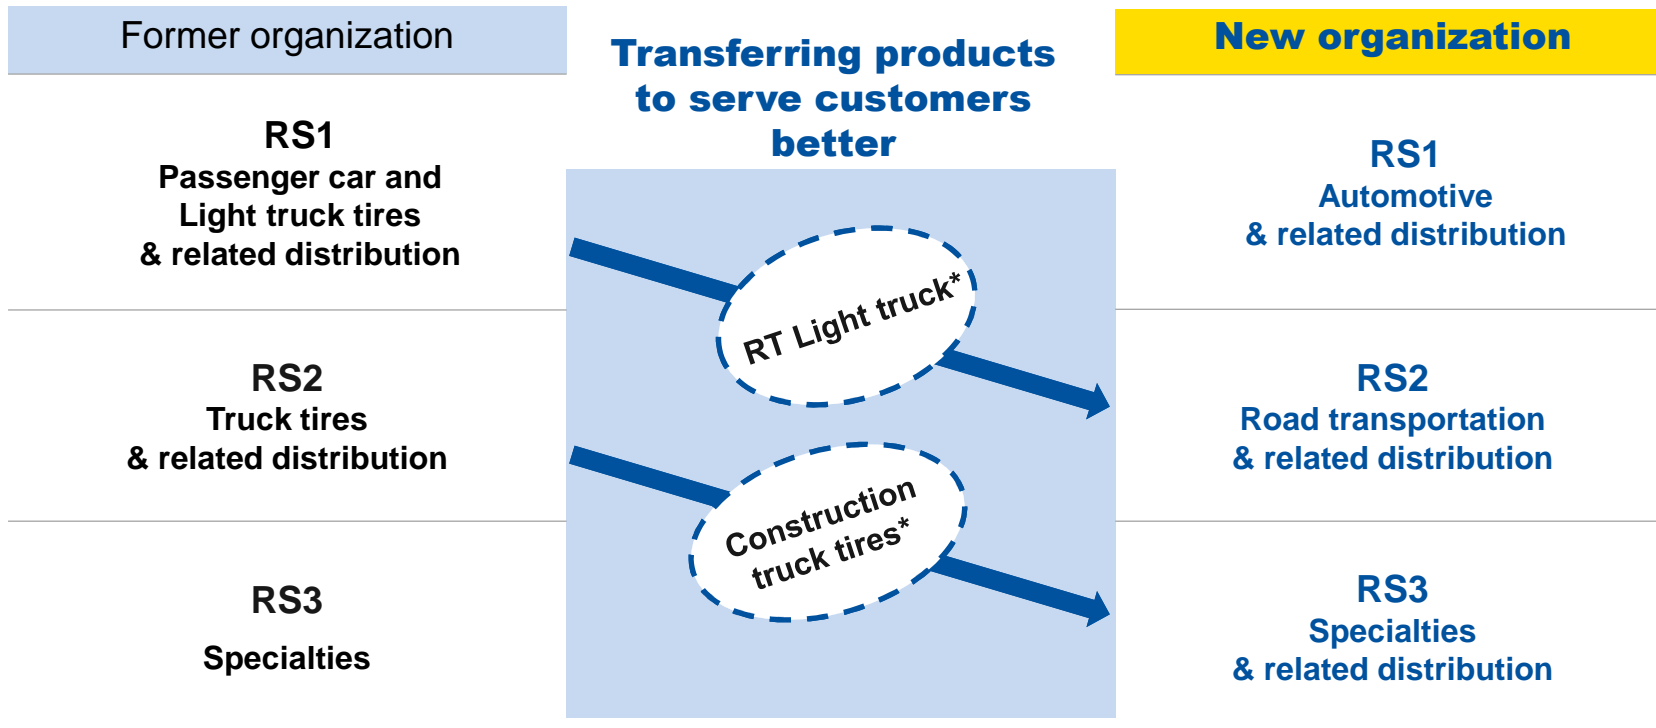 Former organization
RS1
Passenger car and
Light truck tires
& related distribution
RS2
Truck tires
& related distribution
RS3
Specialties
Transferring products
to serve customers
better
RT Light truck*
Construction
truck tires*
New organization
RS1
Automotive
& related distribution
RS2
Road transportation
& related distribution
RS3
Specialties
& related distribution